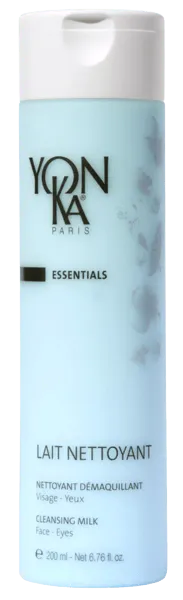 YON
KA®
PARIS
ESSENTIALS
LAIT NETTOYANT
NETTOYANT DÉMAQUILLANT
Visage - Yeux
CLEANSING MILK
Face - Eyes
e 200 ml - Net 6.76 fl. oz.